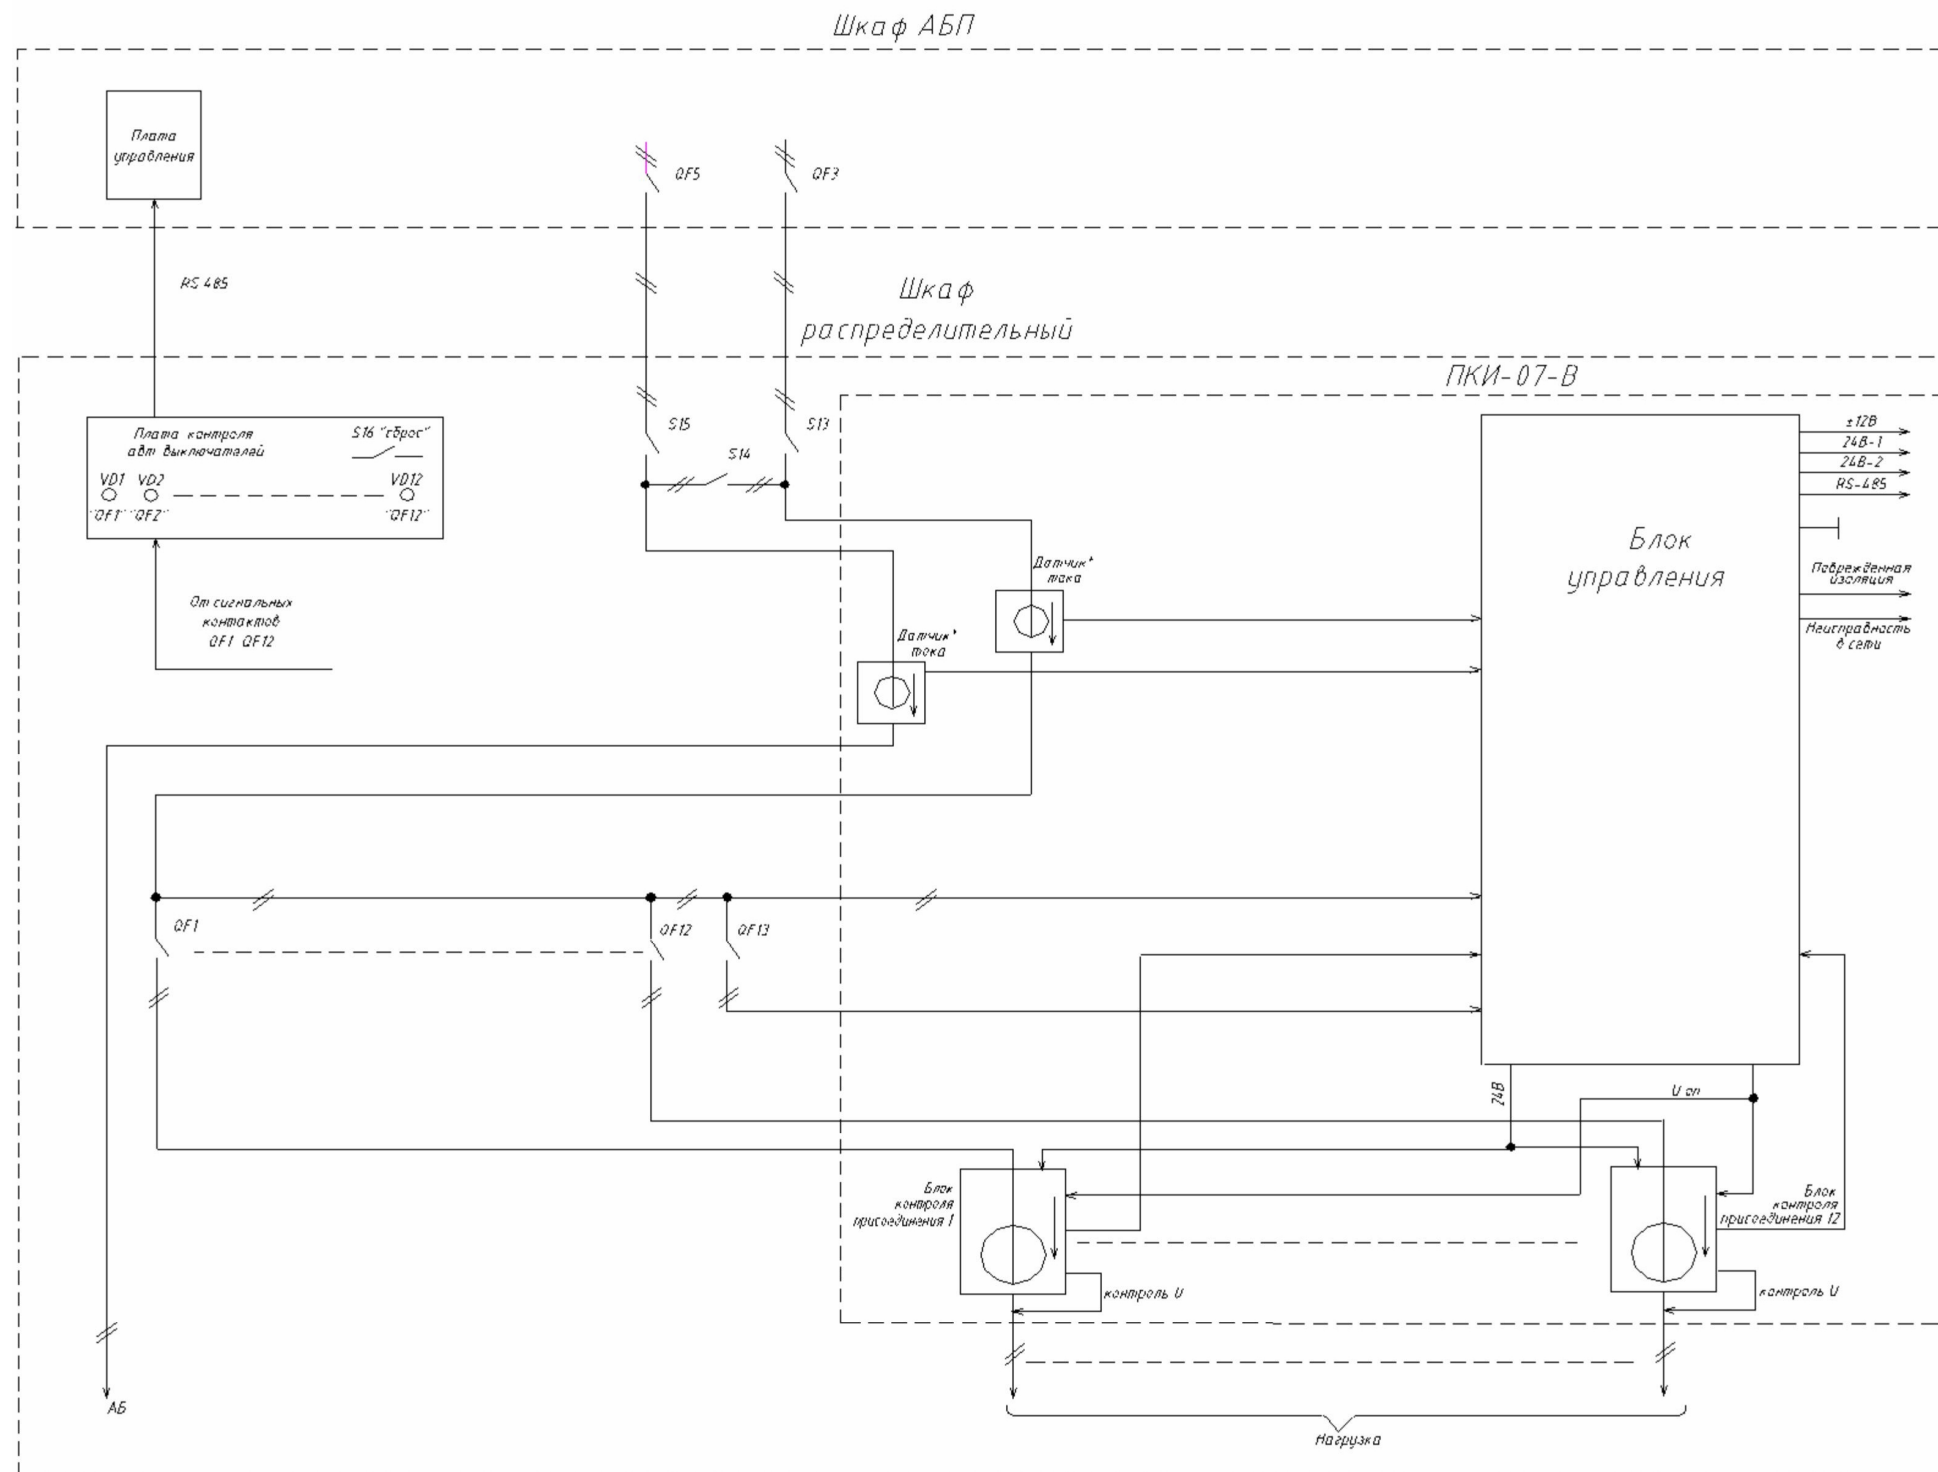 Шкаф АБП
Плата
управления
QF5
QF3
RS 485
Шкаф
распределительный
ПКИ-07-В
Плата контроля
авт выключателей
S16 "сброс"
VD1 VD2
VD12
"QF1" "QF2"
"QF12"
S15
S13
S14
±12В
24В-1
24В-2
RS-485
Блок
управления
Поврежденная
изоляция
Неисправность
в сети
Датчик*
тока
Датчик*
тока
От сигнальных
контактов
QF1 QF12
QF1
QF12
QF13
24В
U оп
Блок
контроля
присоединения 1
Блок
контроля
присоединения 12
контроль U
контроль U
АБ
Нагрузка